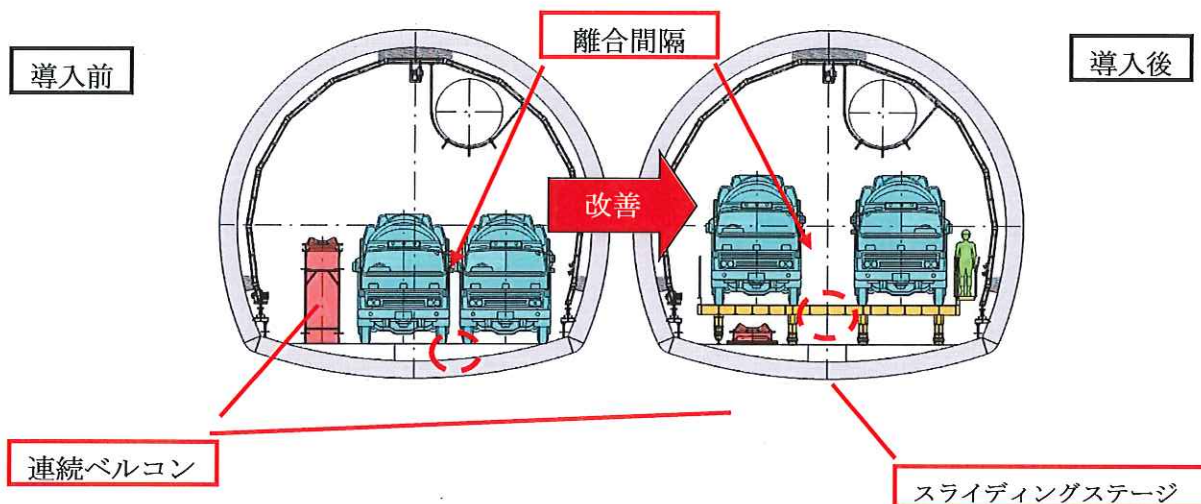 導入前
離合間隔
導入後
改善
連続ベルコン
スライディングステージ